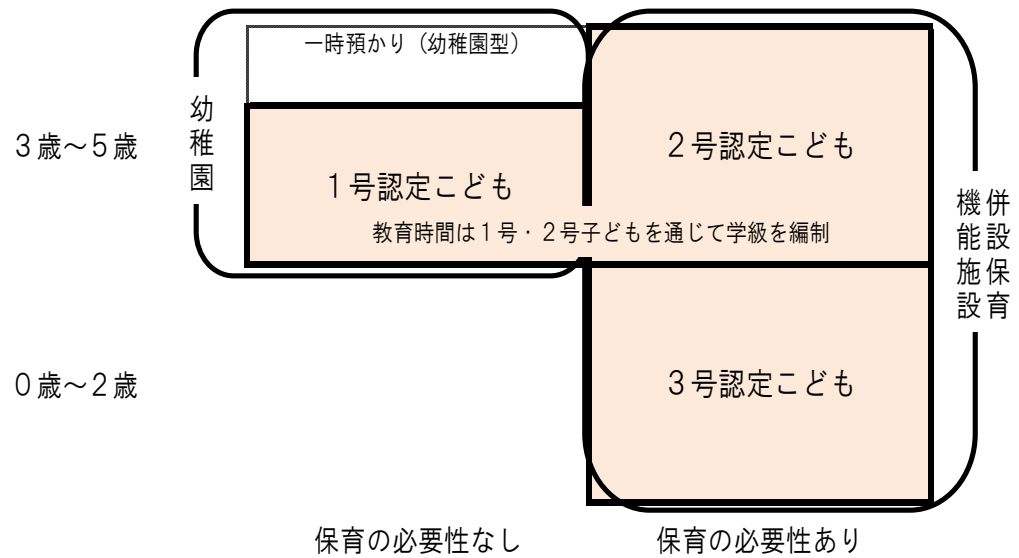 一時預かり（幼稚園型）
３歳～５歳
幼稚園
２号認定こども
１号認定こども
教育時間は１号・２号子どもを通じて学級を編制
併設保育
機能施設
０歳～２歳
３号認定こども
保育の必要性なし
保育の必要性あり